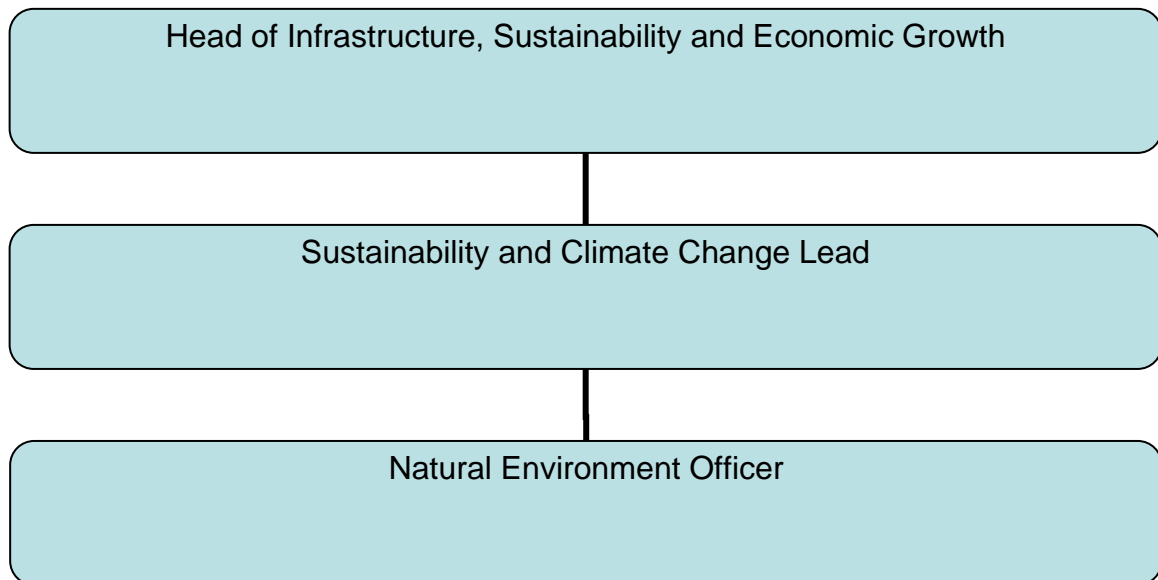 Head of Infrastructure, Sustainability and Economic Growth
Sustainability and Climate Change Lead
Natural Environment Officer